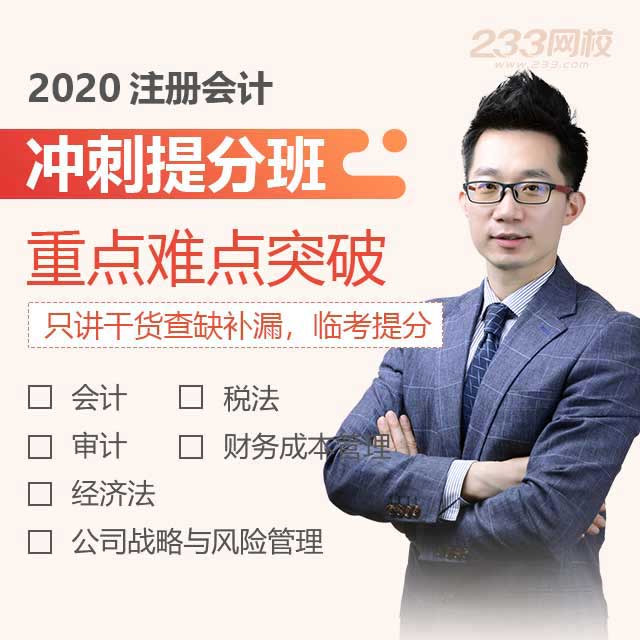 233网校
www.233.com
2020 注册会计
冲刺提分班
重点难点突破
只讲干货查缺补漏，临考提分
会计 税法
审计 财务成本管理
经济法
公司战略与风险管理